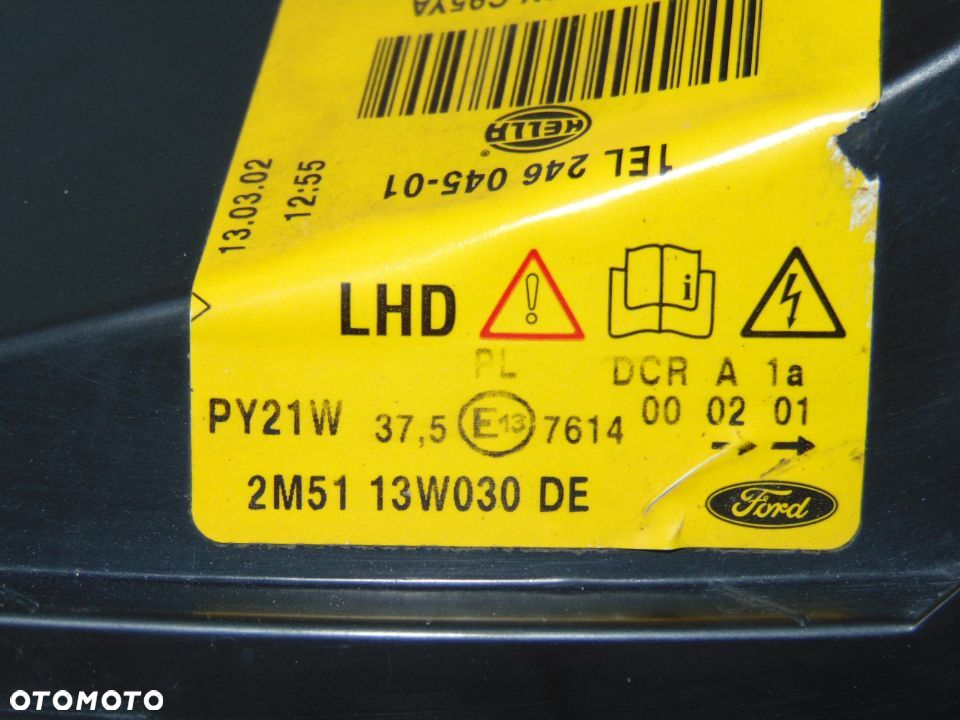 C95YA
HELLA
®
1EL 246 045-01
13.03.02
12:55
LHD
i
PL
DCR A 1a
PY21W 37,5 E13 7614 00 02 01
2M51 13W030 DE
Ford
OTOMOTO